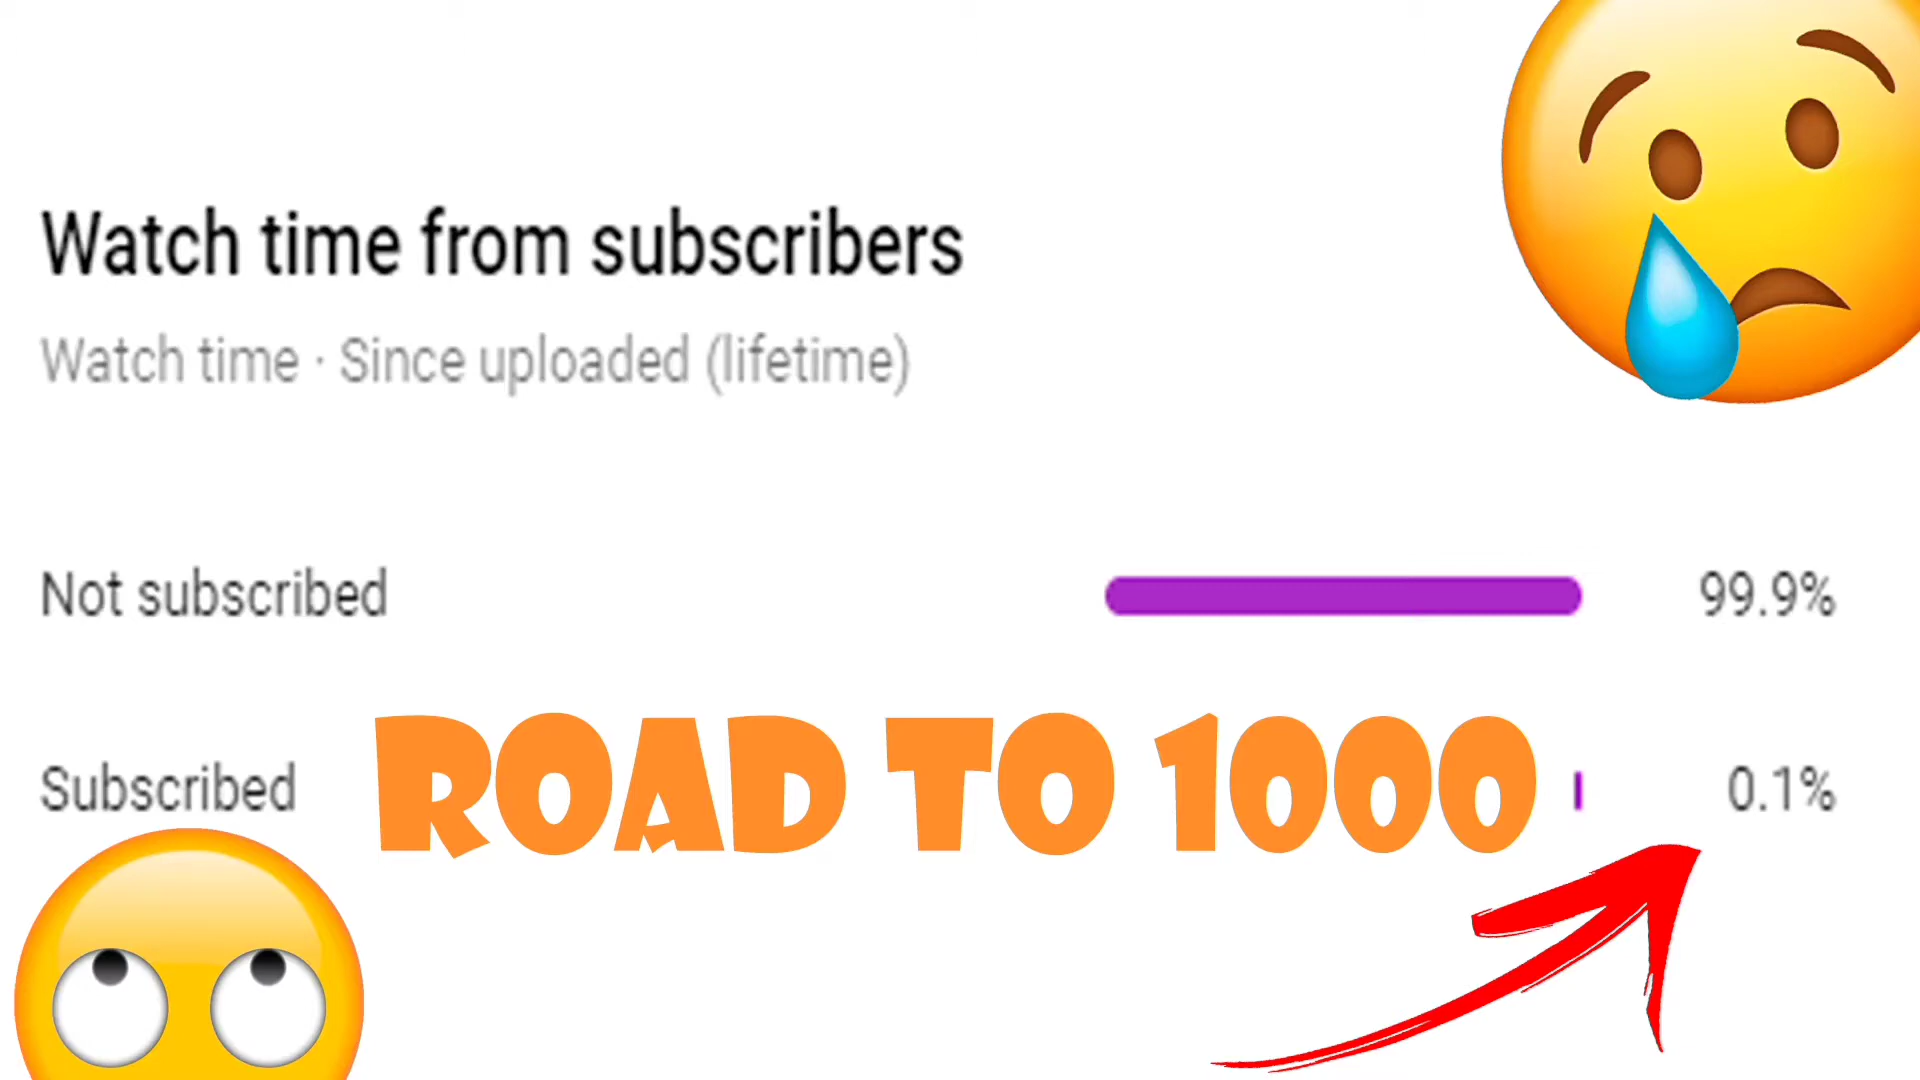 Watch time from subscribers
Watch time · Since uploaded (lifetime)
Not subscribed 99.9%
Subscribed 0.1%
ROAD TO 1000